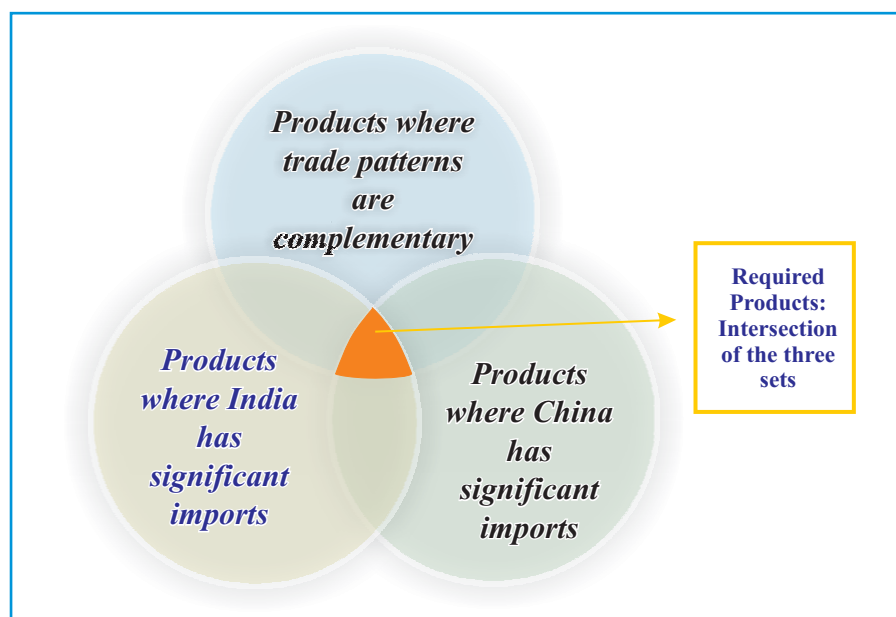 Products where
trade patterns
are
complementary
Products
where India
has
significant
imports
Products
where China
has
significant
imports
Required
Products:
Intersection
of the three
sets